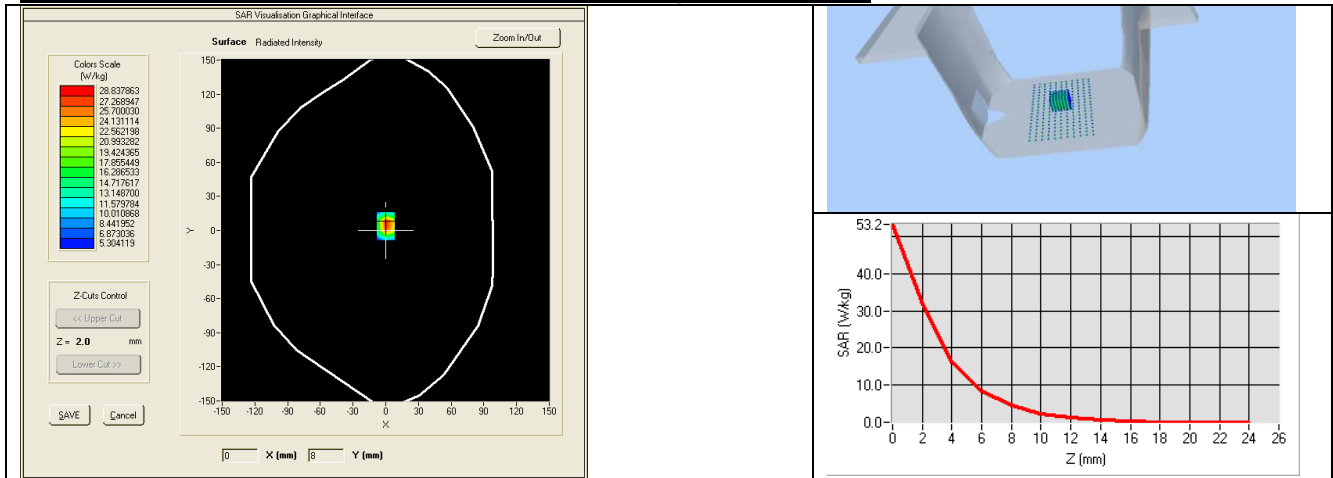 SAR Visualisation Graphical Interface
Surface Radiated Intensity
Zoom In/Out
Colors Scale
(W/kg)
28.837863
27.268947
25.700030
24.131114
22.562198
20.993282
19.424365
17.855449
16.286533
14.717617
13.148700
11.579784
10.010868
8.441952
6.873036
5.304119
Z-Cuts Control
<< Upper Cut
Z = 2.0 mm
Lower Cut >>
SAVE Cancel
150
120
90
60
30
0
-30
-60
-90
-120
-150
Y
-150 -120 -90 -60 -30 0 30 60 90 120 150
X
0 X (mm) 8 Y (mm)
53.2
40.0
30.0
20.0
10.0
0.0
SAR (W/kg)
0 2 4 6 8 10 12 14 16 18 20 22 24 26
Z (mm)